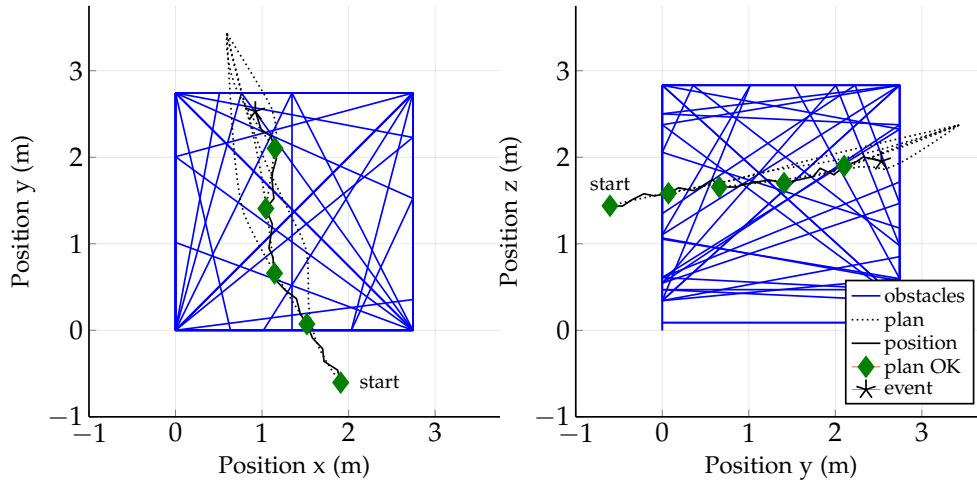 Position y (m)
3
2
1
0
−1
−1
0
1
2
3
Position x (m)
start
Position z (m)
3
2
1
0
−1
−1
0
1
2
3
Position y (m)
start
obstacles
plan
position
plan OK
event